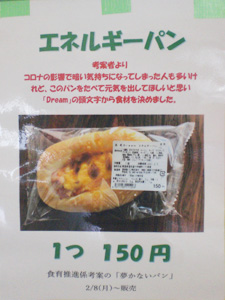 エネルギーパン
考案者より
コロナの影響で暗い気持ちになってしまった人も多いけ
れど、このパンをたべて元気を出してほしいと思い
「Dream」の頭文字から食材を決めました。
1つ 150円
食育推進係考案の「夢かないパン」
2/8(月)～販売